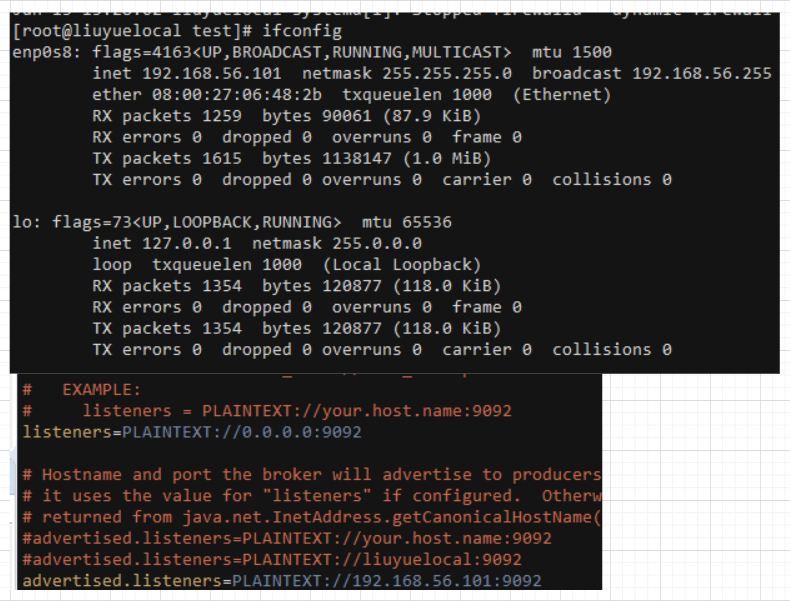 [root@liuyuelocal test]# ifconfig
enp0s8: flags=4163<UP,BROADCAST,RUNNING,MULTICAST>  mtu 1500
        inet 192.168.56.101  netmask 255.255.255.0  broadcast 192.168.56.255
        ether 08:00:27:06:48:2b  txqueuelen 1000  (Ethernet)
        RX packets 1259  bytes 90061 (87.9 KiB)
        RX errors 0  dropped 0  overruns 0  frame 0
        TX packets 1615  bytes 1138147 (1.0 MiB)
        TX errors 0  dropped 0 overruns 0  carrier 0  collisions 0
lo: flags=73<UP,LOOPBACK,RUNNING>  mtu 65536
        inet 127.0.0.1  netmask 255.0.0.0
        loop  txqueuelen 1000  (Local Loopback)
        RX packets 1354  bytes 120877 (118.0 KiB)
        RX errors 0  dropped 0  overruns 0  frame 0
        TX packets 1354  bytes 120877 (118.0 KiB)
        TX errors 0  dropped 0 overruns 0  carrier 0  collisions 0
#   EXAMPLE:
#     listeners = PLAINTEXT://your.host.name:9092
listeners=PLAINTEXT://0.0.0.0:9092
# Hostname and port the broker will advertise to producers
# it uses the value for "listeners" if configured.  Otherw
# returned from java.net.InetAddress.getCanonicalHostName(
#advertised.listeners=PLAINTEXT://your.host.name:9092
#advertised.listeners=PLAINTEXT://liuyuelocal:9092
advertised.listeners=PLAINTEXT://192.168.56.101:9092